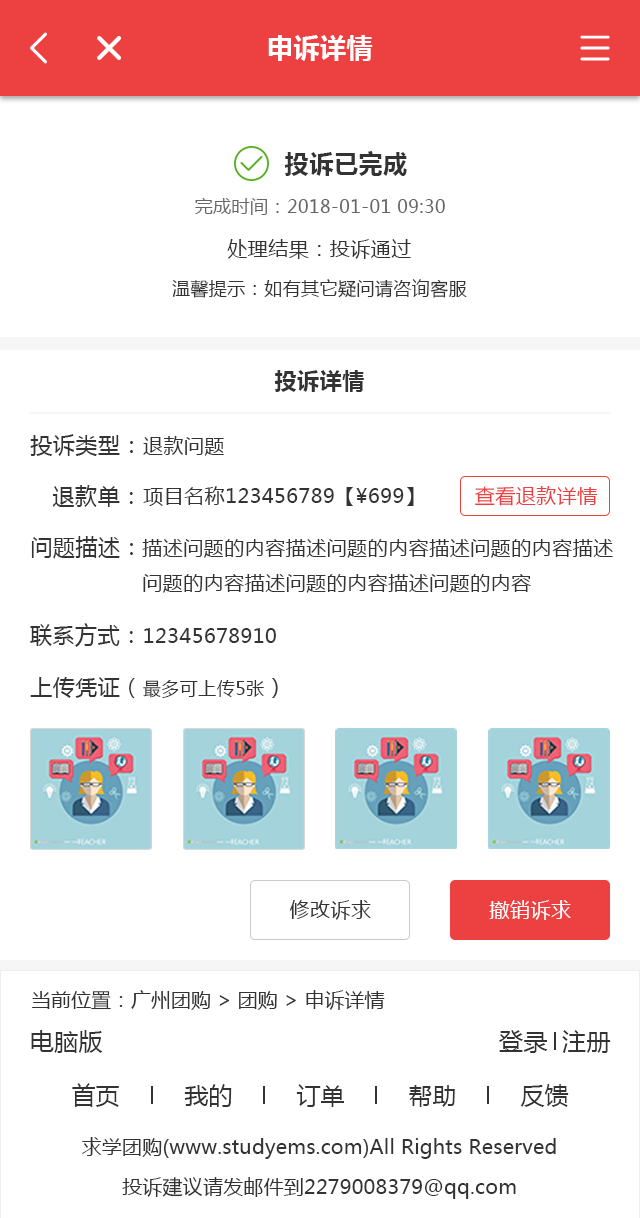 申诉详情
投诉已完成
完成时间：2018-01-01 09:30
处理结果：投诉通过
温馨提示：如有其它疑问请咨询客服
投诉详情
投诉类型：退款问题
退款单：项目名称123456789【¥699】 查看退款详情
问题描述：描述问题的内容描述问题的内容描述问题的内容描述
问题的内容描述问题的内容描述问题的内容
联系方式：12345678910
上传凭证（最多可上传5张）
修改诉求 撤销诉求
当前位置：广州团购 > 团购 > 申诉详情
电脑版 登录|注册
首页 | 我的 | 订单 | 帮助 | 反馈
求学团购(www.studyems.com)All Rights Reserved
投诉建议请发邮件到2279008379@qq.com